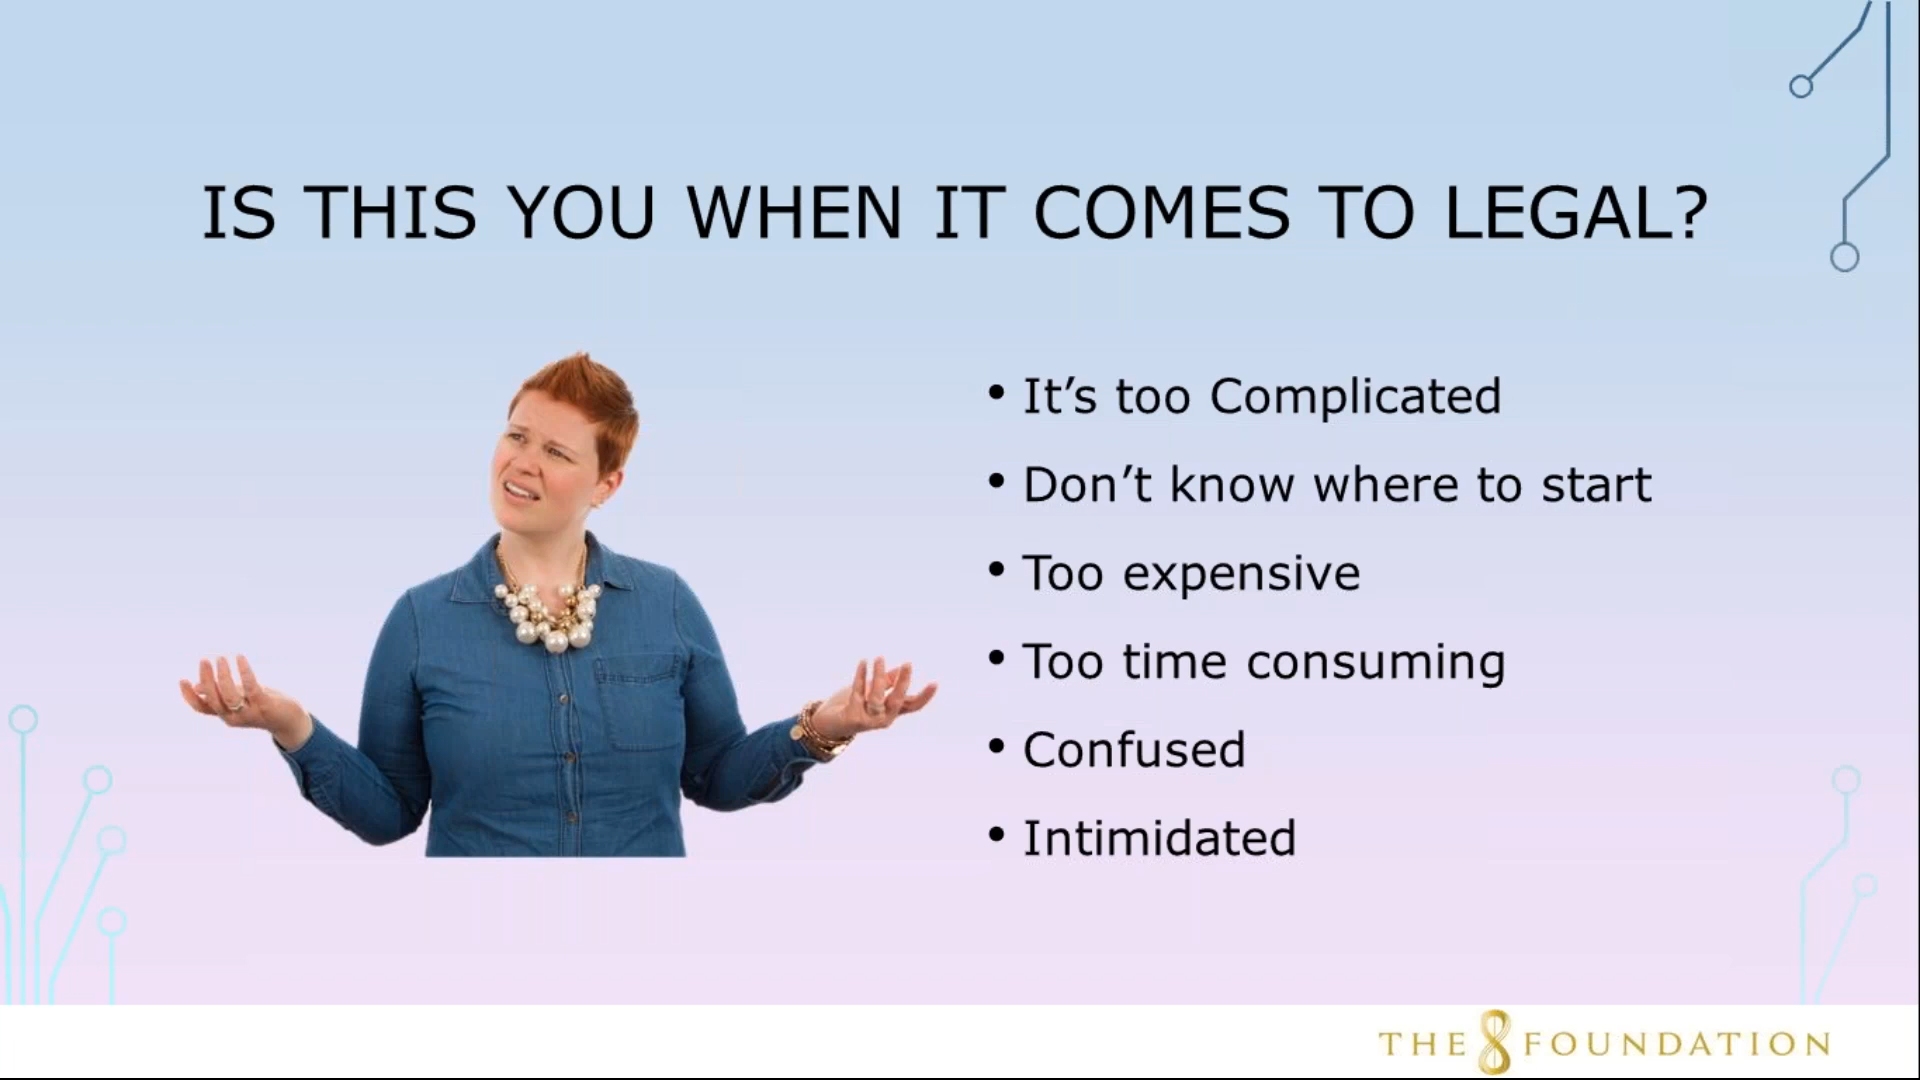 IS THIS YOU WHEN IT COMES TO LEGAL?
• It’s too Complicated
• Don’t know where to start
• Too expensive
• Too time consuming
• Confused
• Intimidated
THE 8 FOUNDATION